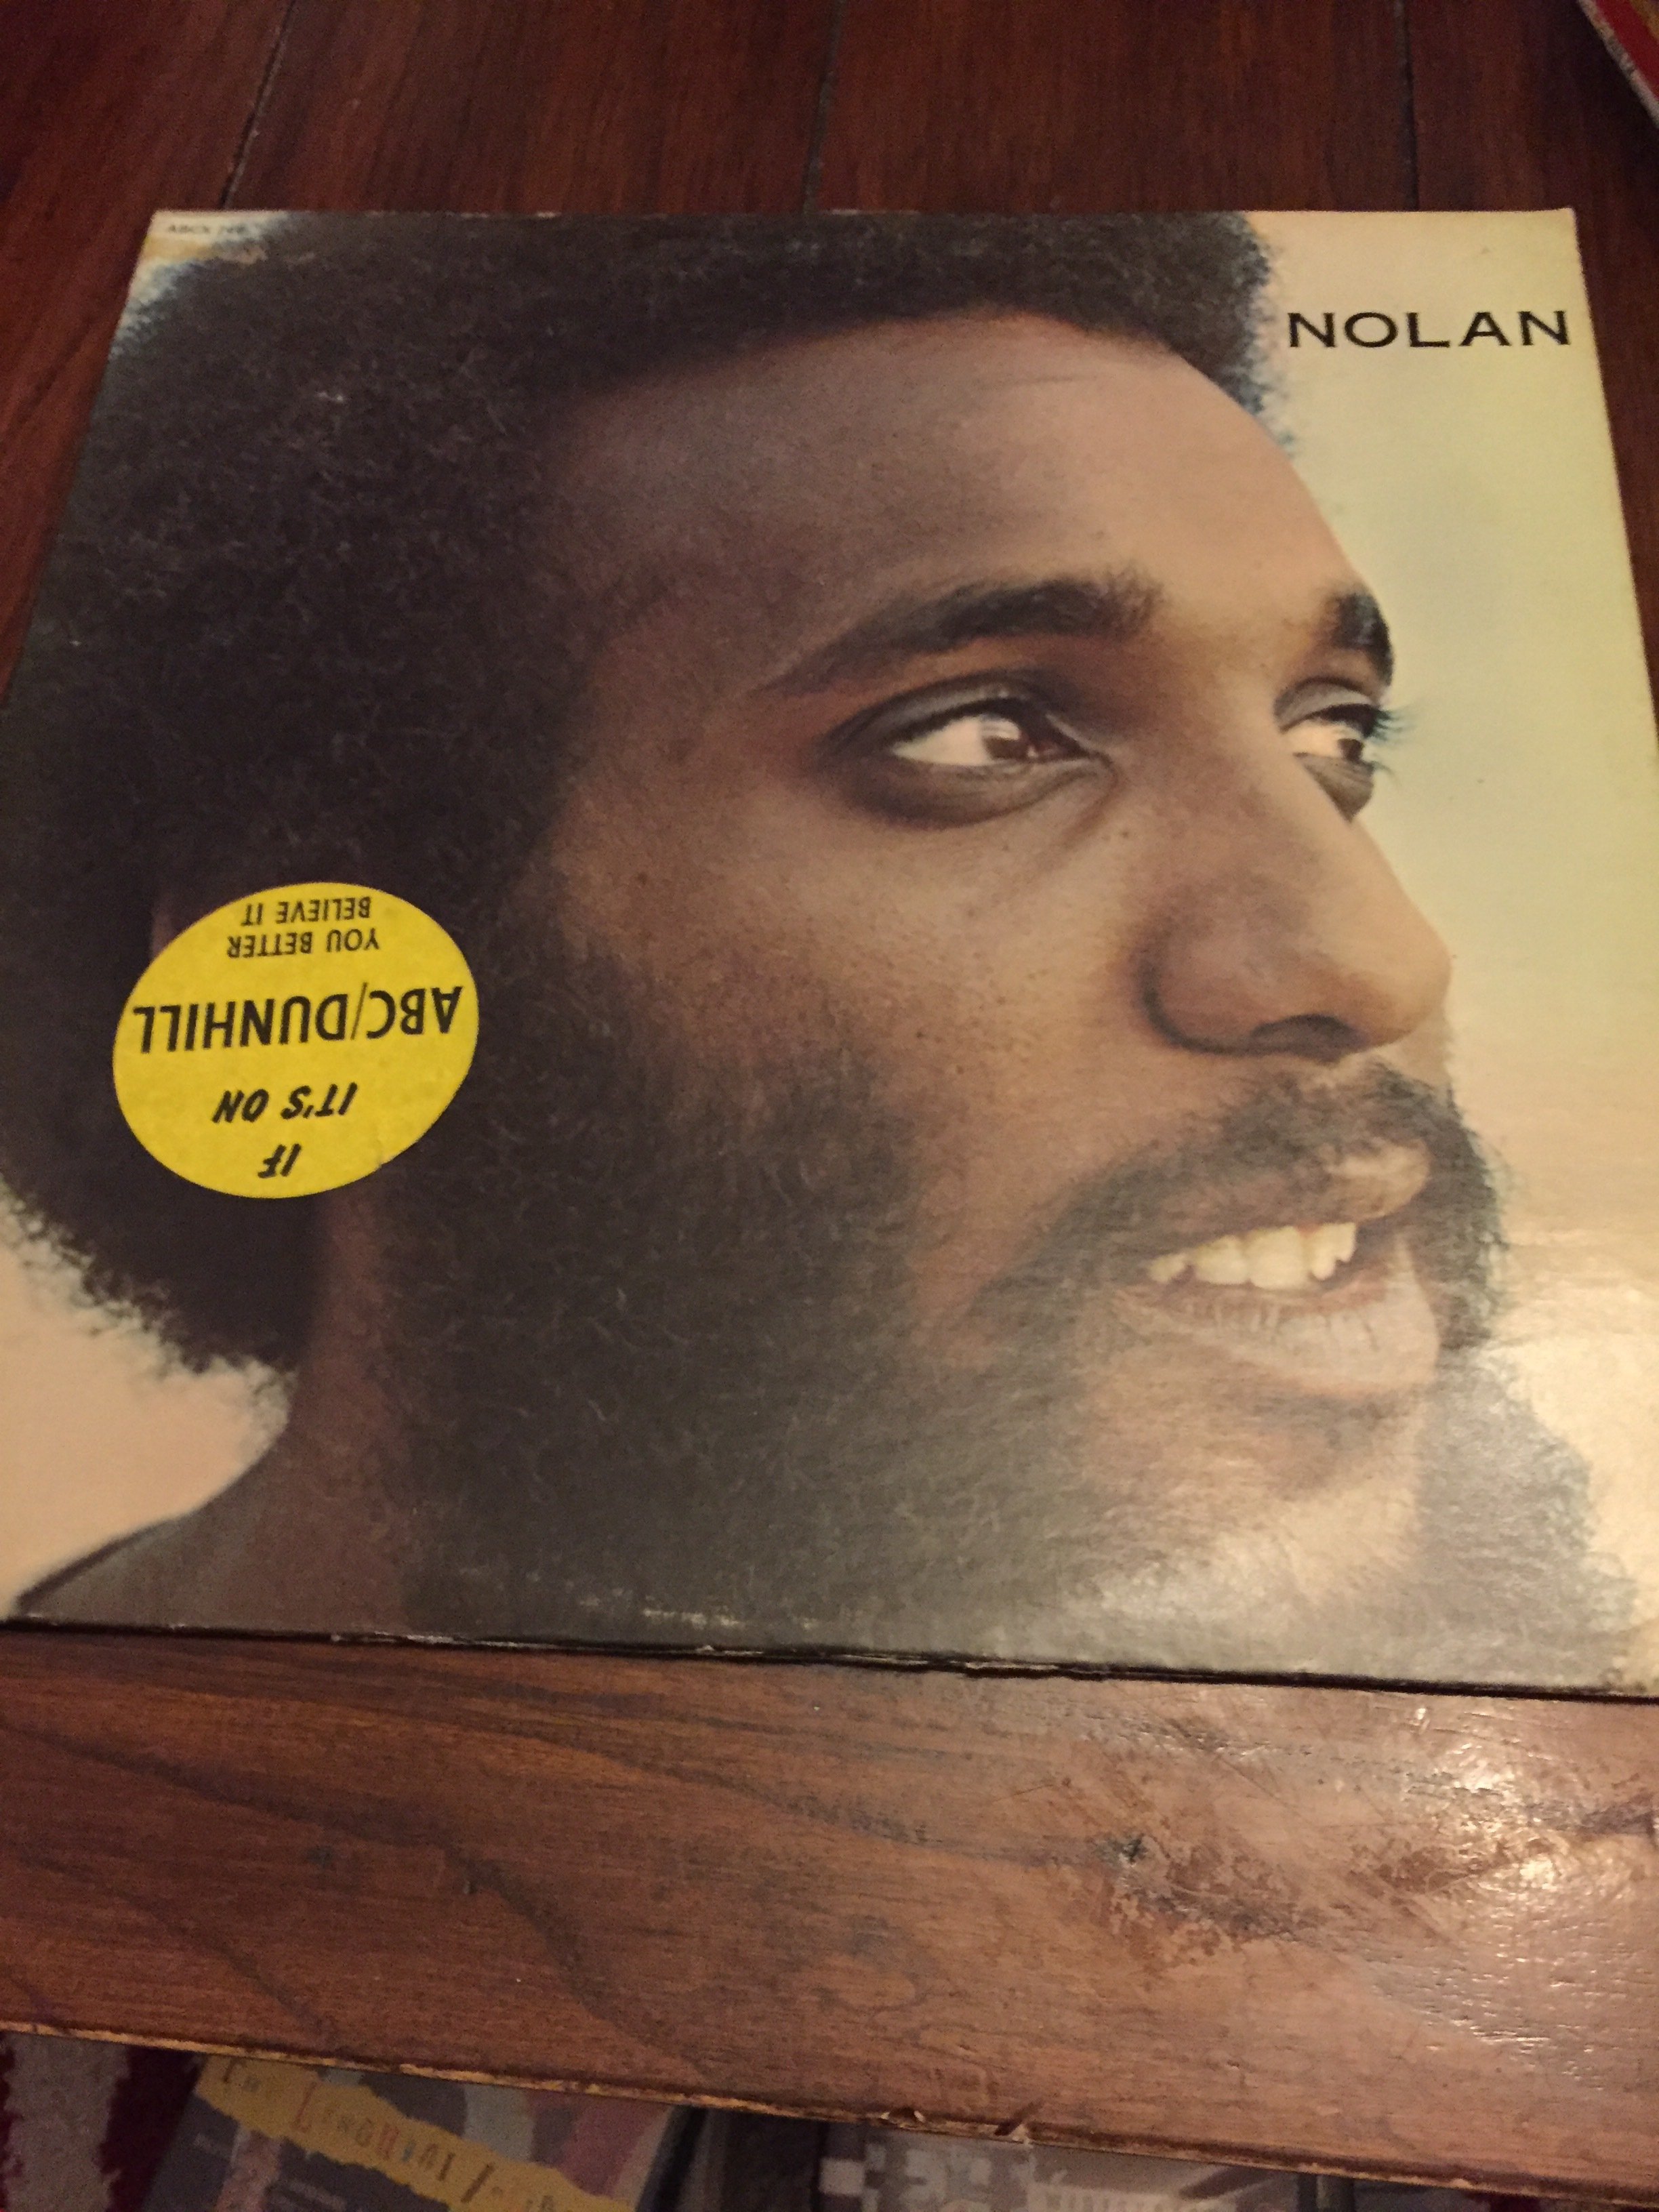 NOLAN
IF
IT'S ON
ABC/DUNHILL
YOU BETTER
BELIEVE IT